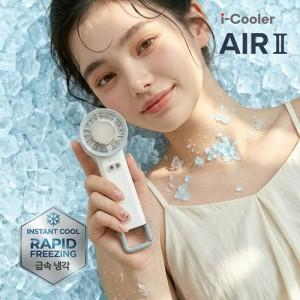 i-Cooler
AIR Ⅱ
INSTANT COOL
RAPID
FREEZING
급속 냉각